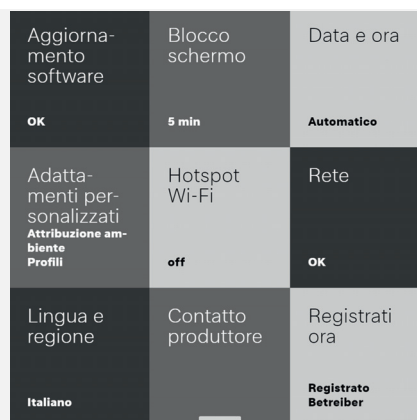 Aggiorna-
mento
software
OK
Blocco
schermo
5 min
Data e ora
Automatico
Adatta-
menti per-
sonalizzati
Attribuzione am-
biente
Profili
Hotspot
Wi-Fi
off
Rete
OK
Lingua e
regione
Italiano
Contatto
produttore
Registrati
ora
Registrato
Betreiber